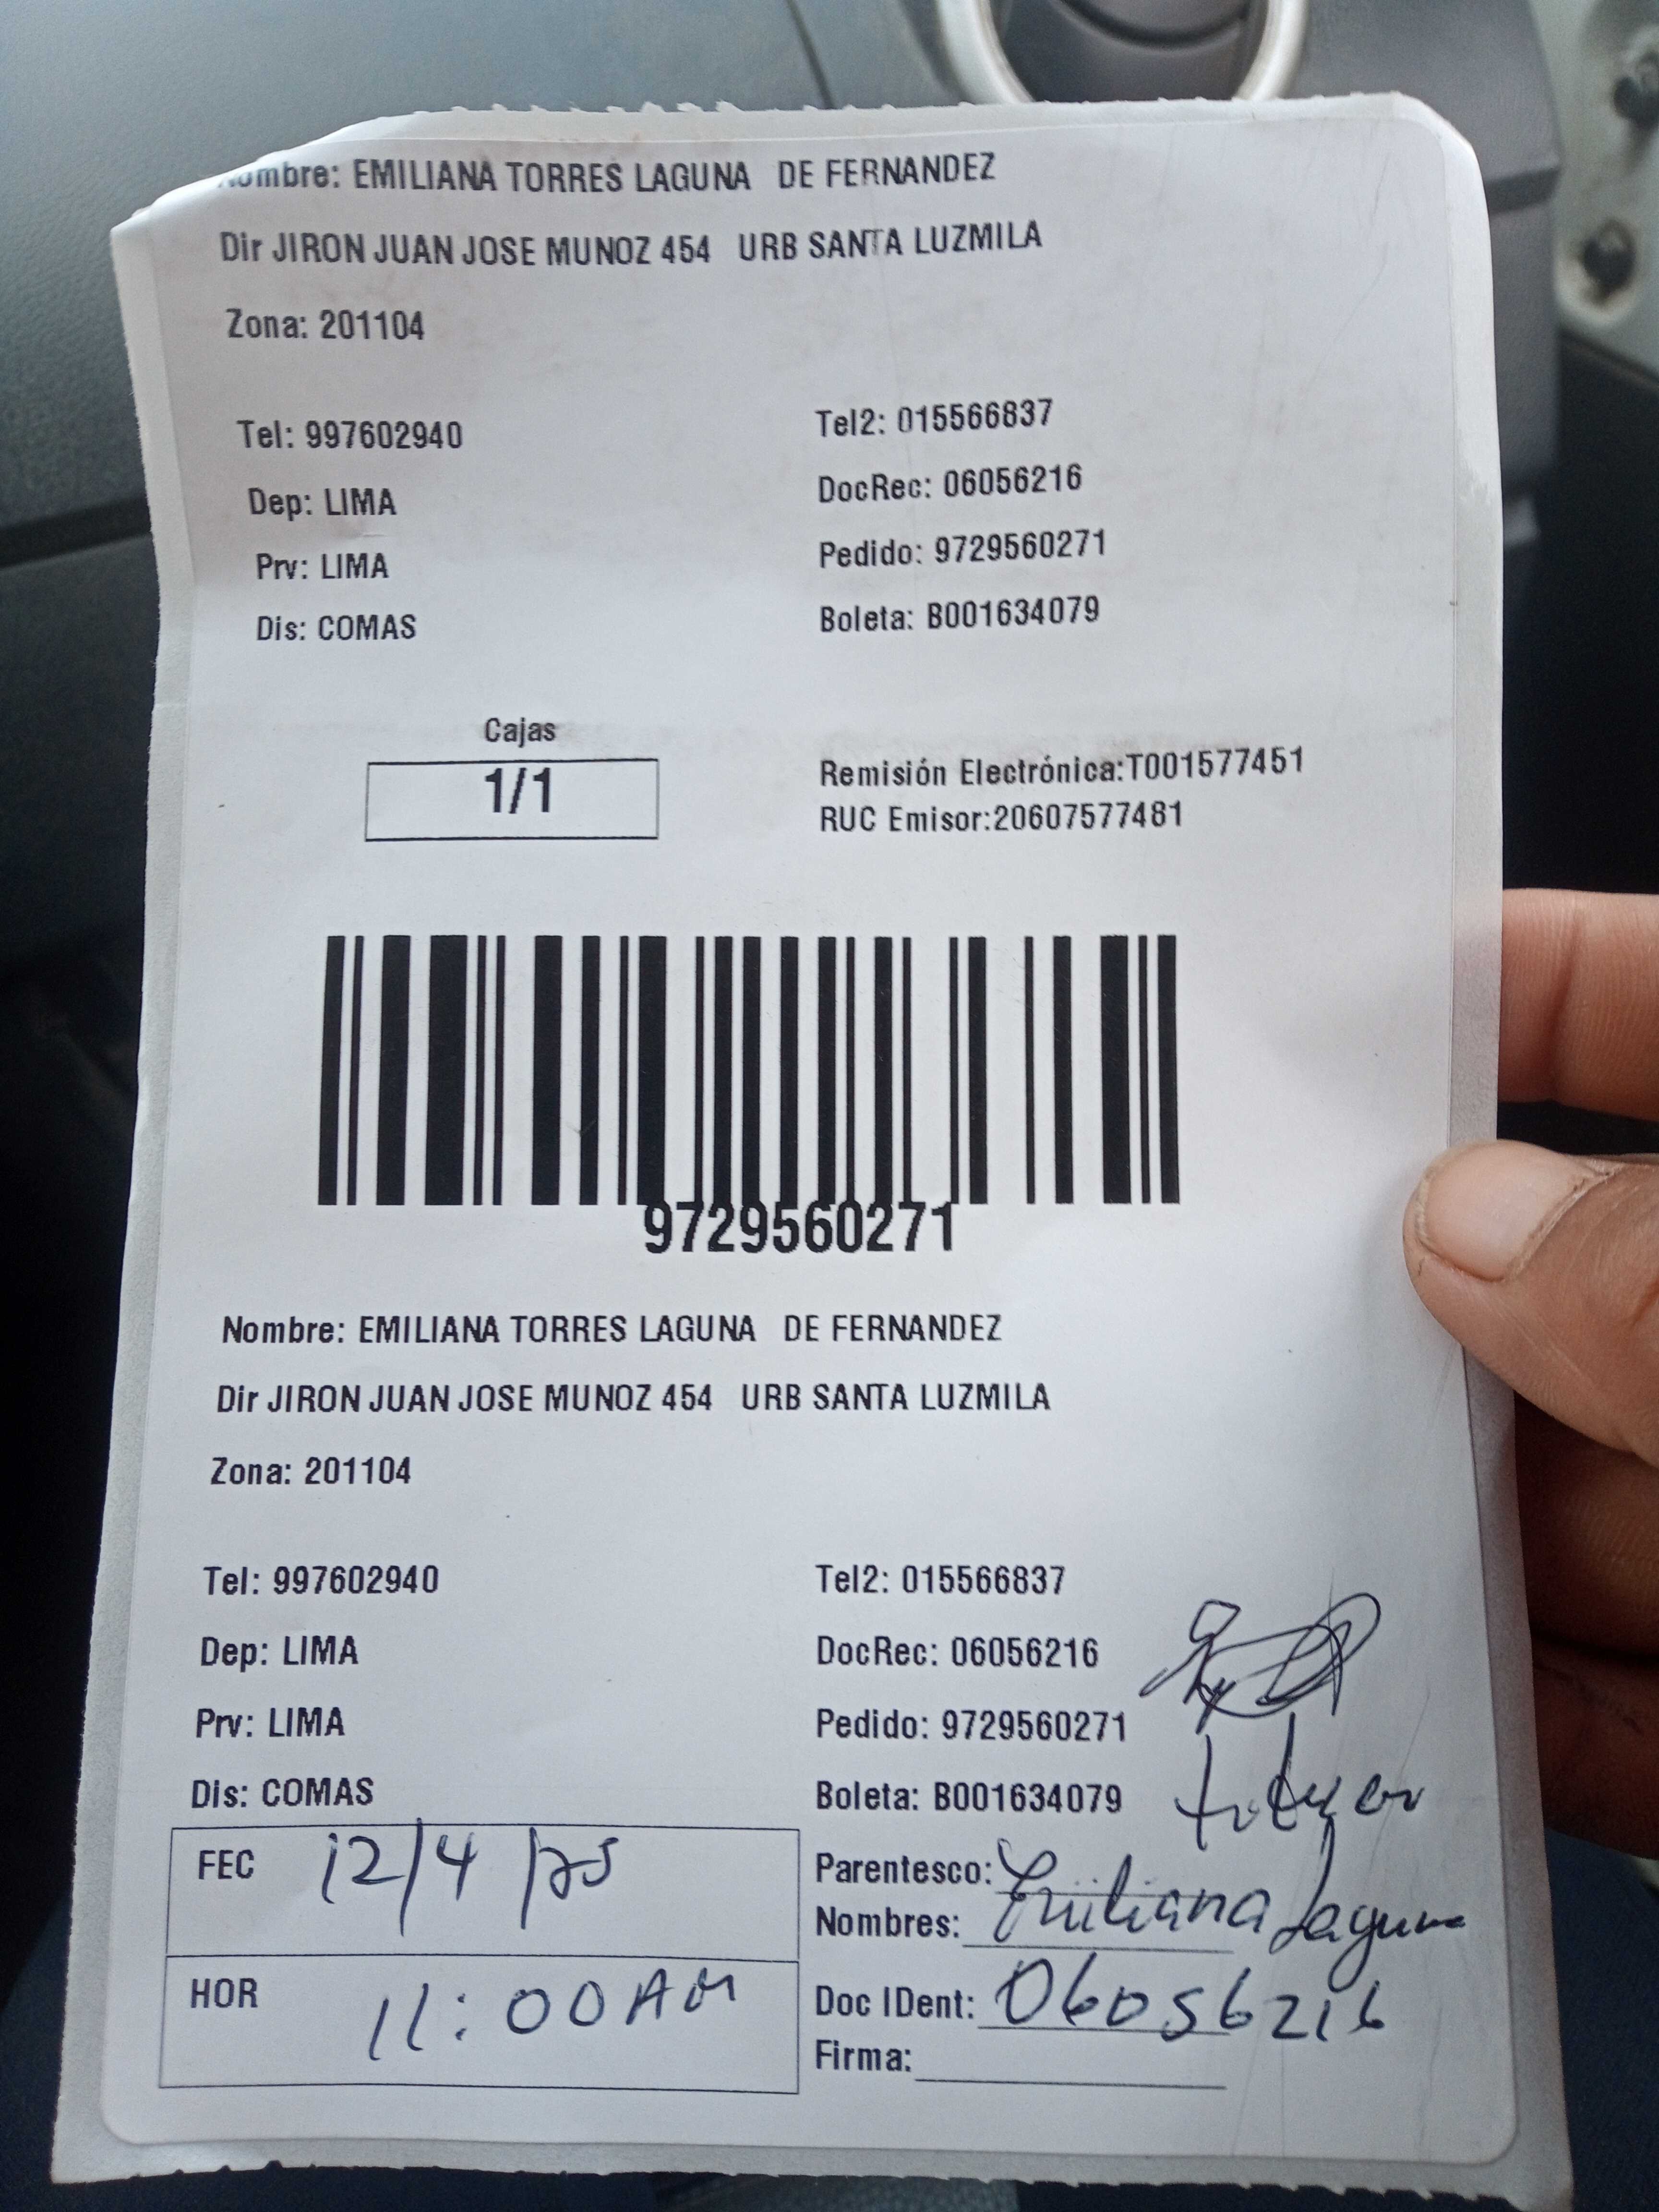 Nombre: EMILIANA TORRES LAGUNA DE FERNANDEZ
Dir JIRON JUAN JOSE MUNOZ 454 URB SANTA LUZMILA
Zona: 201104
Tel: 997602940 Tel2: 015566837
Dep: LIMA DocRec: 06056216
Prv: LIMA Pedido: 9729560271
Dis: COMAS Boleta: B001634079
Cajas
1/1
Remisión Electrónica:T001577451
RUC Emisor:20607577481
9729560271
Nombre: EMILIANA TORRES LAGUNA DE FERNANDEZ
Dir JIRON JUAN JOSE MUNOZ 454 URB SANTA LUZMILA
Zona: 201104
Tel: 997602940 Tel2: 015566837
Dep: LIMA DocRec: 06056216
Prv: LIMA Pedido: 9729560271
Dis: COMAS Boleta: B001634079
FEC 12/4/25
HOR 11:00AM
Parentesco:
Nombres: Emiliana Laguna
Doc IDent: 06056216
Firma: